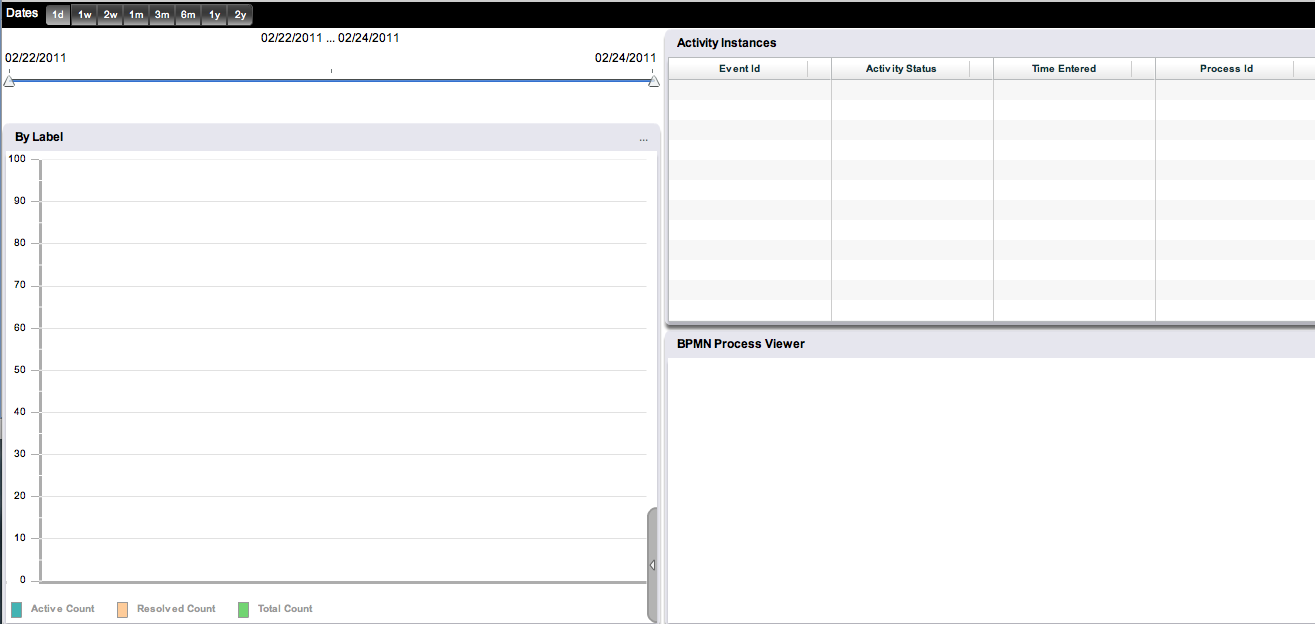 Dates 1d 1w 2w 1m 3m 6m 1y 2y
02/22/2011 ... 02/24/2011
02/22/2011 02/24/2011
By Label ...
100
90
80
70
60
50
40
30
20
10
0
Active Count Resolved Count Total Count
Activity Instances
Event Id Activity Status Time Entered Process Id
BPMN Process Viewer